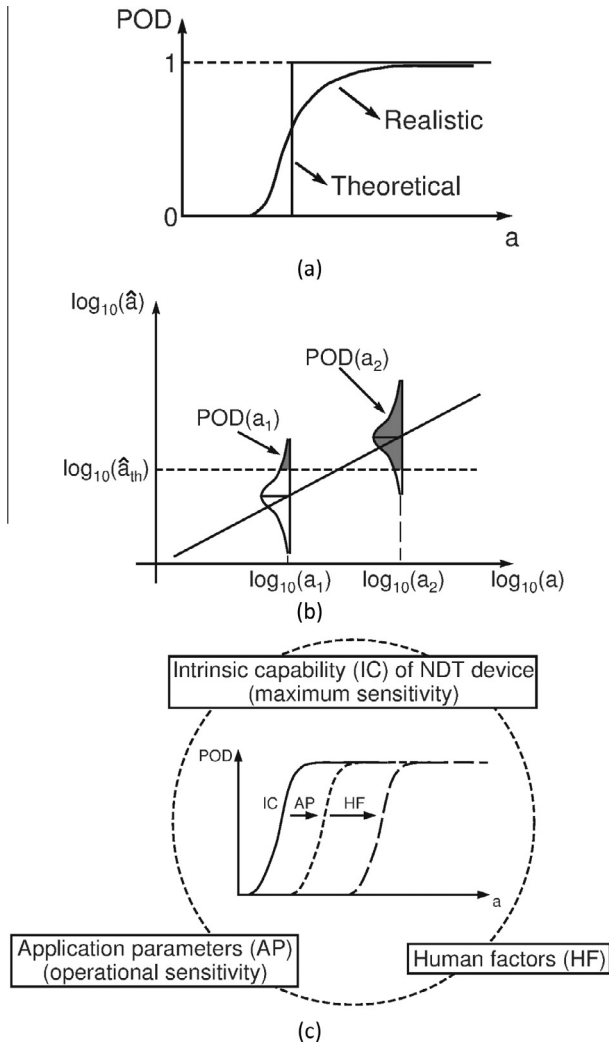 POD
1
Realistic
Theoretical
0
a
(a)
log₁₀(â)
POD(a₂)
POD(a₁)
log₁₀(âₜₕ)
log₁₀(a₁)
log₁₀(a₂)
log₁₀(a)
(b)
Intrinsic capability (IC) of NDT device
(maximum sensitivity)
POD
IC
AP
HF
a
Application parameters (AP)
(operational sensitivity)
Human factors (HF)
(c)